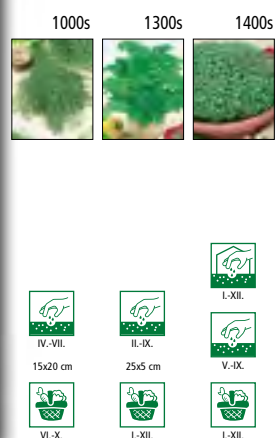 1000s 1300s 1400s
I.-XII.
IV.-VII. II.-IX. V.-IX.
15x20 cm 25x5 cm
VI.-X. I.-XII. I.-XII.